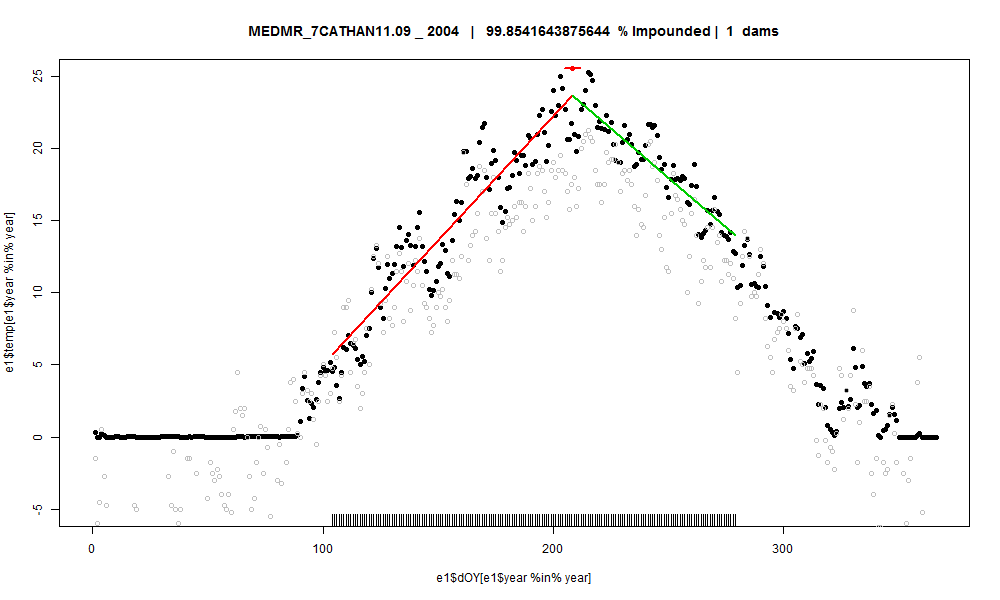 MEDMR_7CATHAN11.09 _ 2004 | 99.8541643875644 % Impounded | 1 dams
25
20
15
10
5
0
-5
e1$temp[e1$year %in% year]
0 100 200 300
e1$dOY[e1$year %in% year]